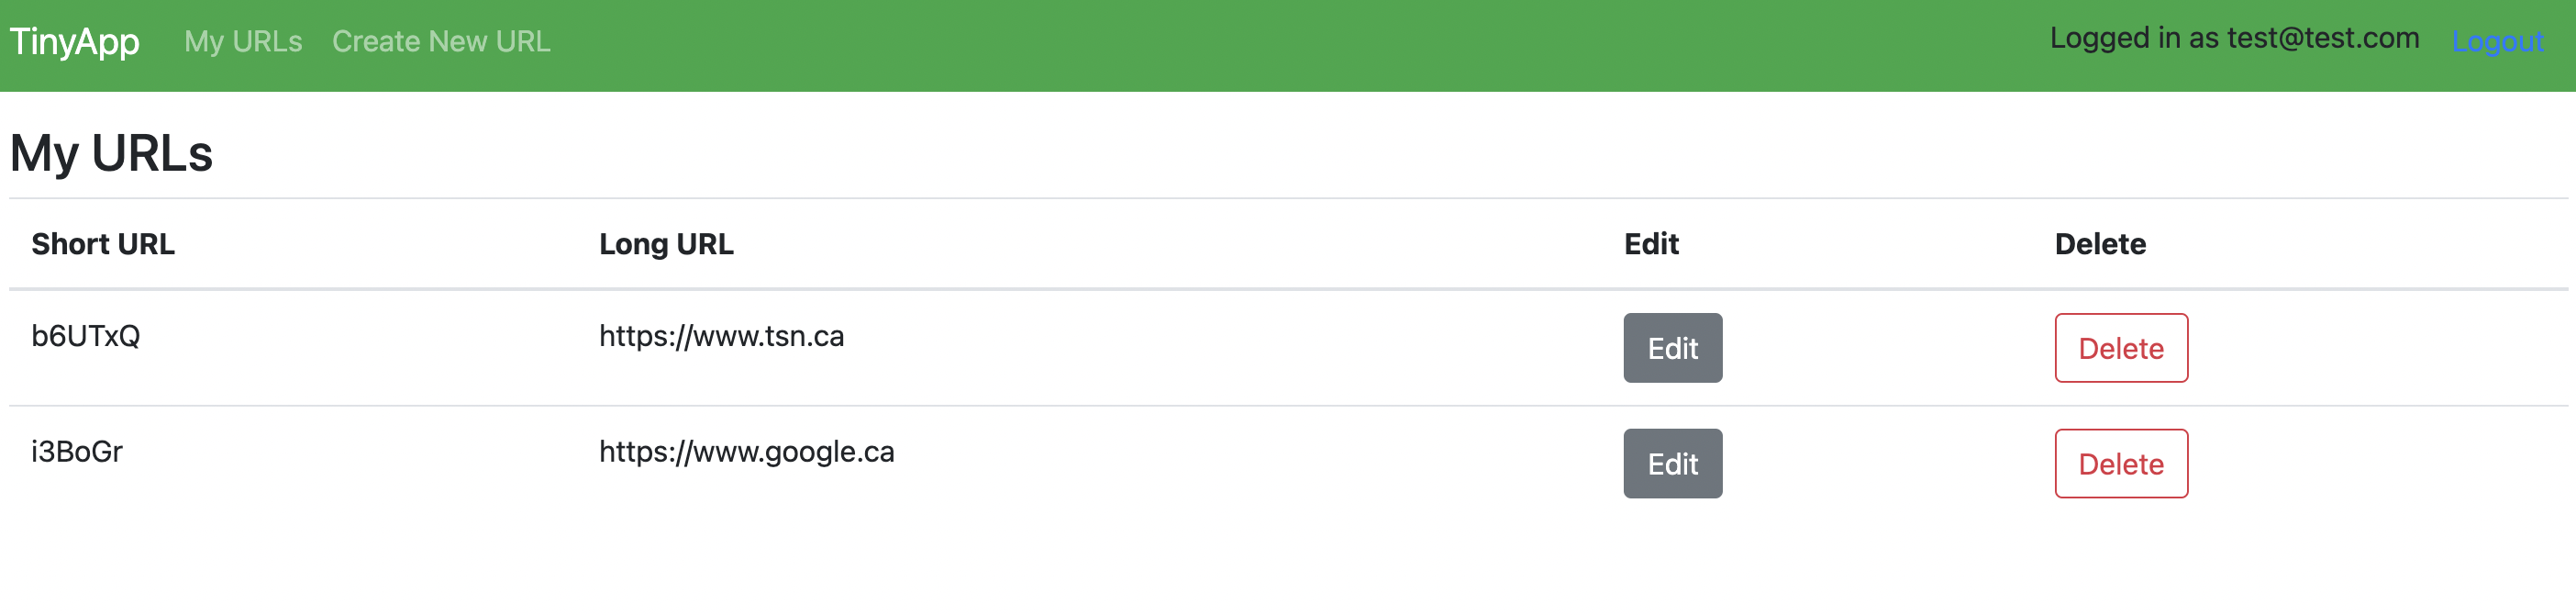 TinyApp My URLs Create New URL Logged in as test@test.com Logout
My URLs
Short URL Long URL Edit Delete
b6UTxQ https://www.tsn.ca Edit Delete
i3BoGr https://www.google.ca Edit Delete